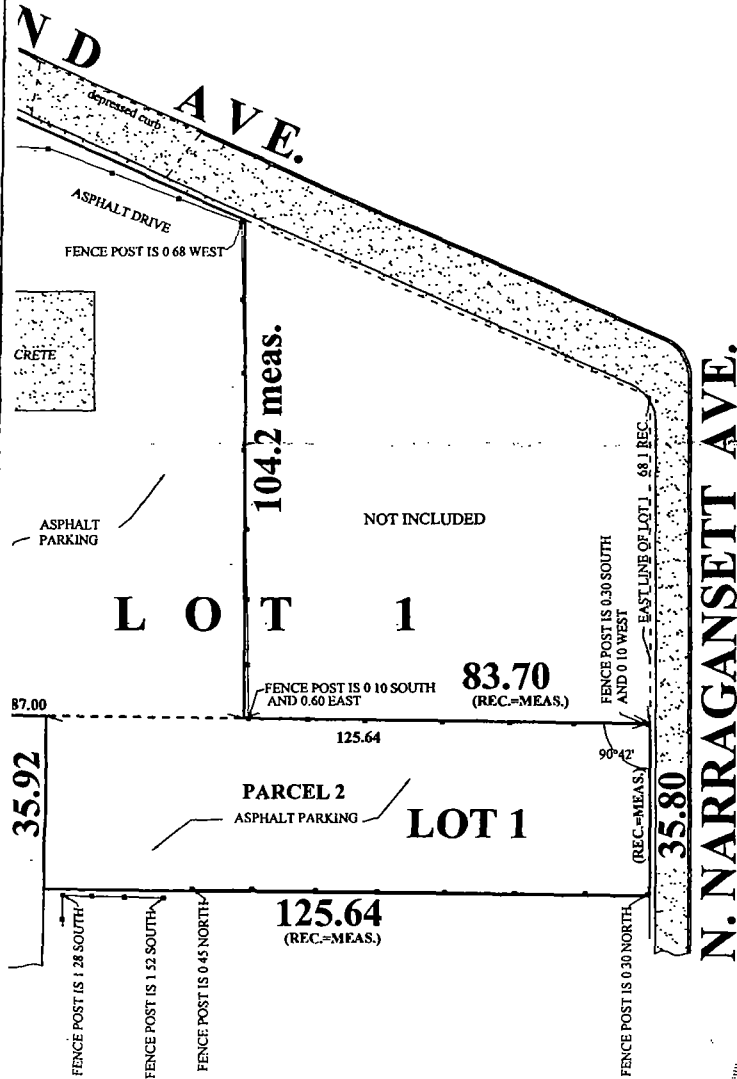 ND AVE.
depressed curb
ASPHALT DRIVE
FENCE POST IS 0 68 WEST
CRETE
104.2 meas.
ASPHALT
PARKING
NOT INCLUDED
LOT 1
EAST LINE OF LOT 1 68 1 REC.
FENCE POST IS 0.30 SOUTH
AND 0 10 WEST
N. NARRAGANSETT AVE.
FENCE POST IS 0 10 SOUTH
AND 0.60 EAST
83.70
(REC.=MEAS.)
87.00
125.64
90°42'
35.92
PARCEL 2
ASPHALT PARKING
LOT 1
(REC.=MEAS.)
35.80
125.64
(REC.=MEAS.)
FENCE POST IS 1 28 SOUTH
FENCE POST IS 1 52 SOUTH
FENCE POST IS 0 45 NORTH
FENCE POST IS 0 30 NORTH